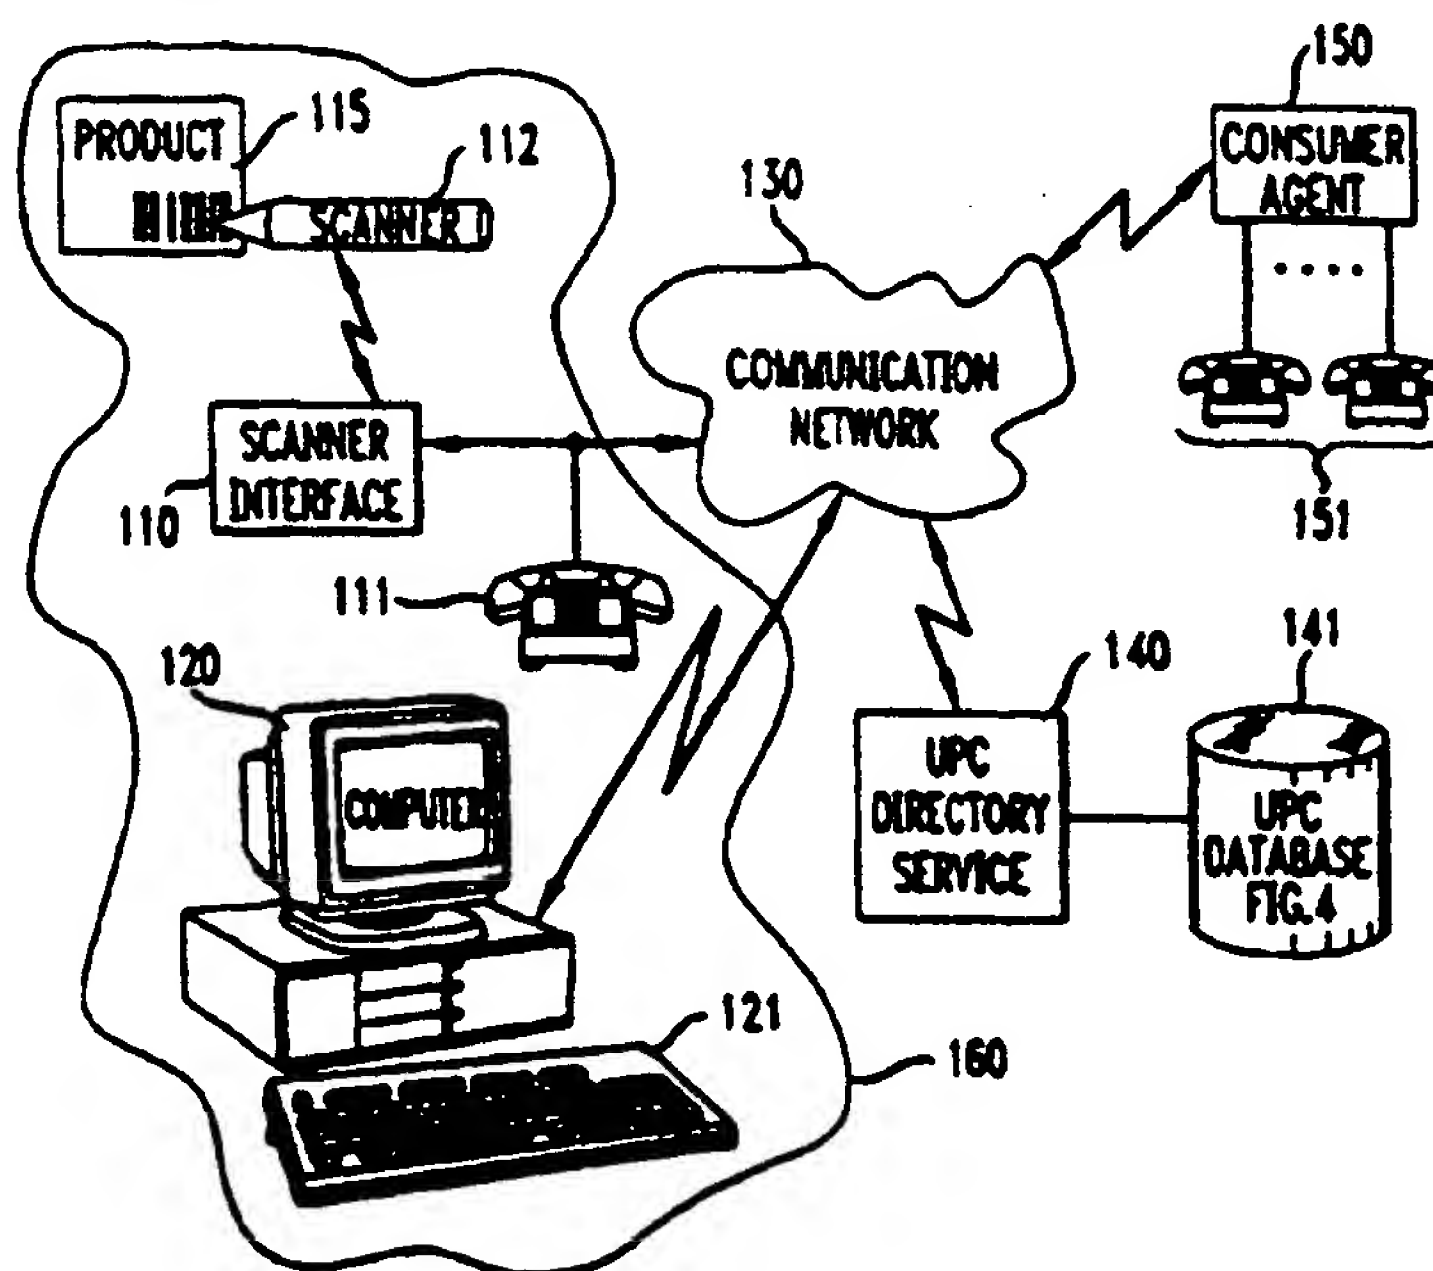 150
PRODUCT
115
112
SCANNER
130
CONSUMER
AGENT
COMMUNICATION
NETWORK
SCANNER
INTERFACE
110
151
111
120
140
141
COMPUTER
UPC
DIRECTORY
SERVICE
UPC
DATABASE
FIG.4
121
160